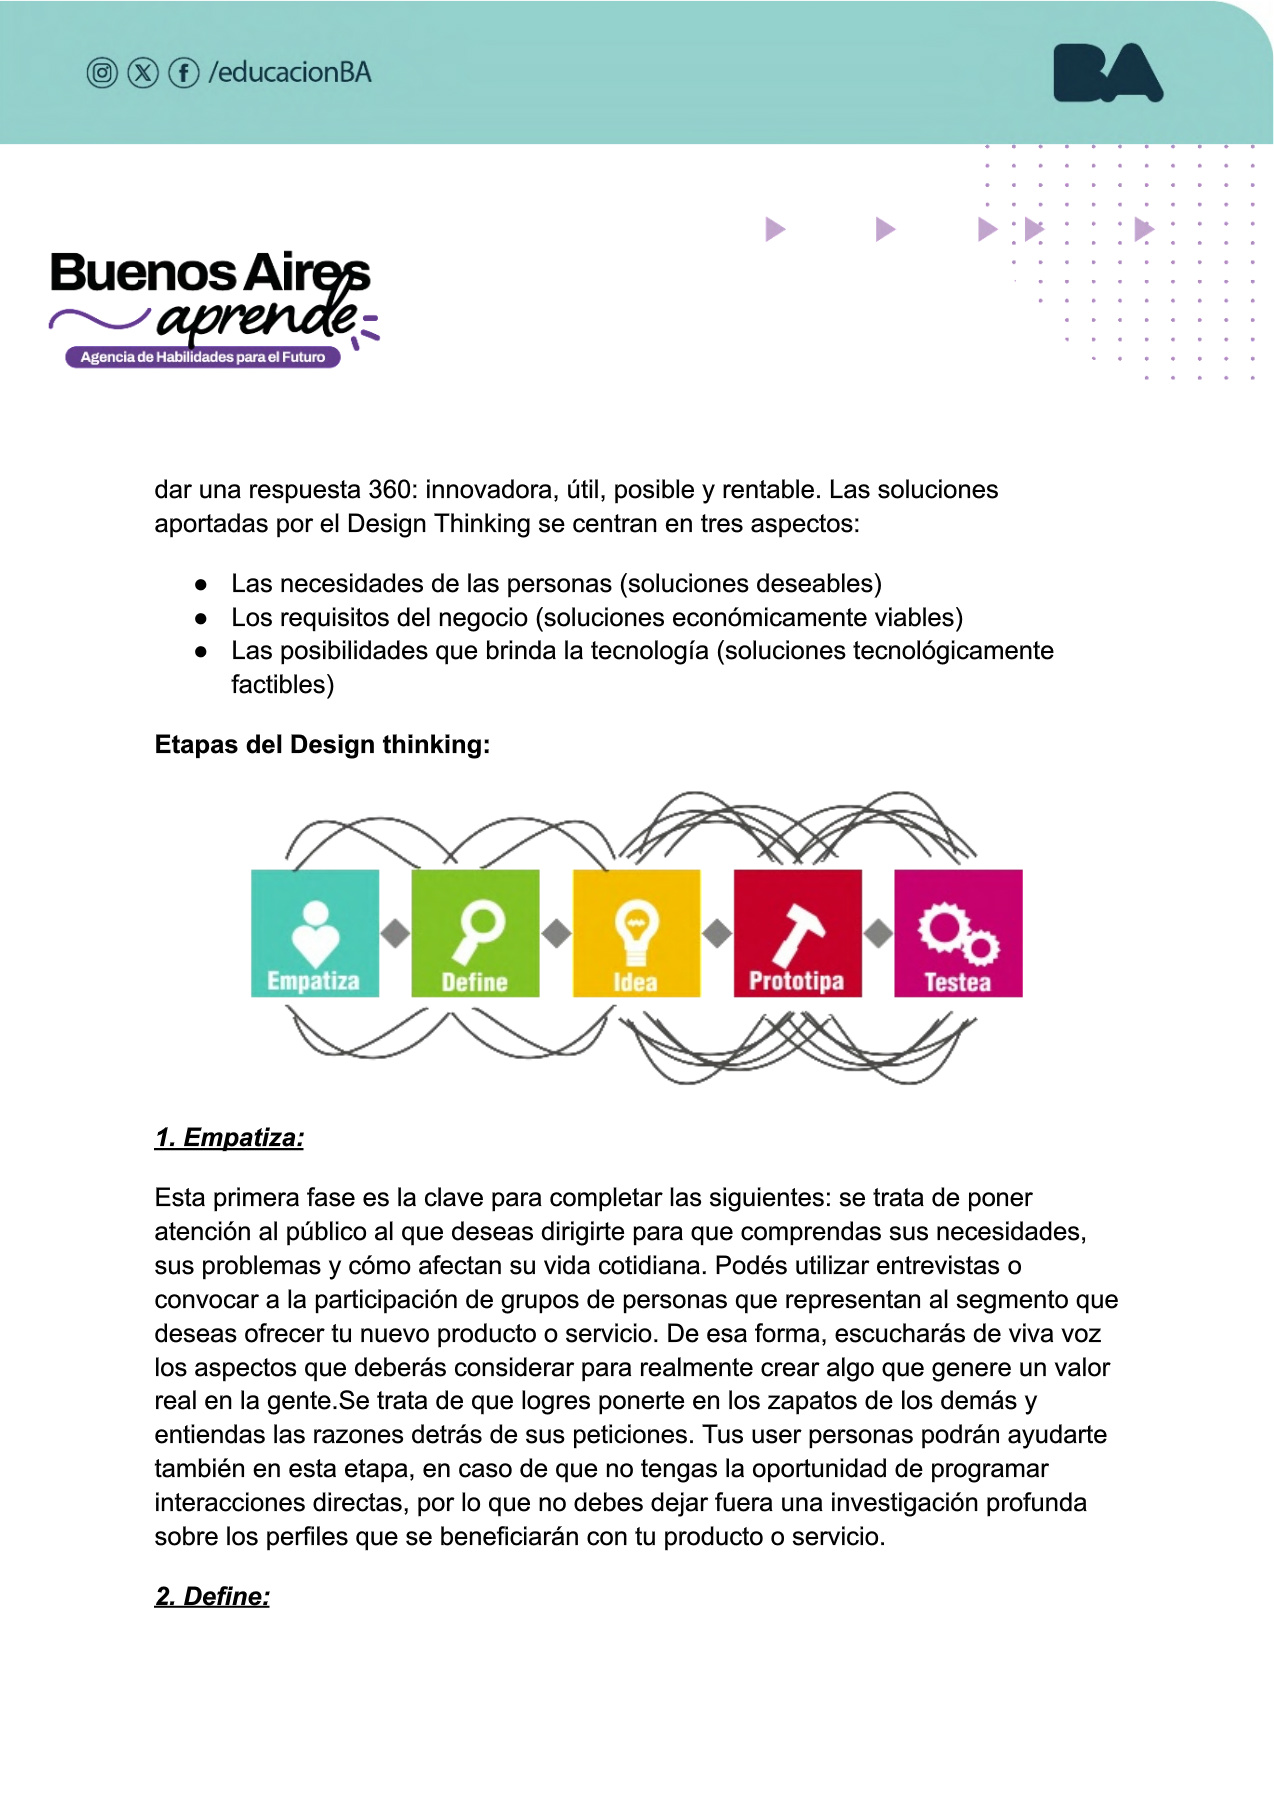 /educacionBA
BA
Buenos Aires
aprende
Agencia de Habilidades para el Futuro
dar una respuesta 360: innovadora, útil, posible y rentable. Las soluciones
aportadas por el Design Thinking se centran en tres aspectos:
● Las necesidades de las personas (soluciones deseables)
● Los requisitos del negocio (soluciones económicamente viables)
● Las posibilidades que brinda la tecnología (soluciones tecnológicamente
factibles)
Etapas del Design thinking:
Empatiza Define Idea Prototipa Testea
1. Empatiza:
Esta primera fase es la clave para completar las siguientes: se trata de poner
atención al público al que deseas dirigirte para que comprendas sus necesidades,
sus problemas y cómo afectan su vida cotidiana. Podés utilizar entrevistas o
convocar a la participación de grupos de personas que representan al segmento que
deseas ofrecer tu nuevo producto o servicio. De esa forma, escucharás de viva voz
los aspectos que deberás considerar para realmente crear algo que genere un valor
real en la gente.Se trata de que logres ponerte en los zapatos de los demás y
entiendas las razones detrás de sus peticiones. Tus user personas podrán ayudarte
también en esta etapa, en caso de que no tengas la oportunidad de programar
interacciones directas, por lo que no debes dejar fuera una investigación profunda
sobre los perfiles que se beneficiarán con tu producto o servicio.
2. Define: